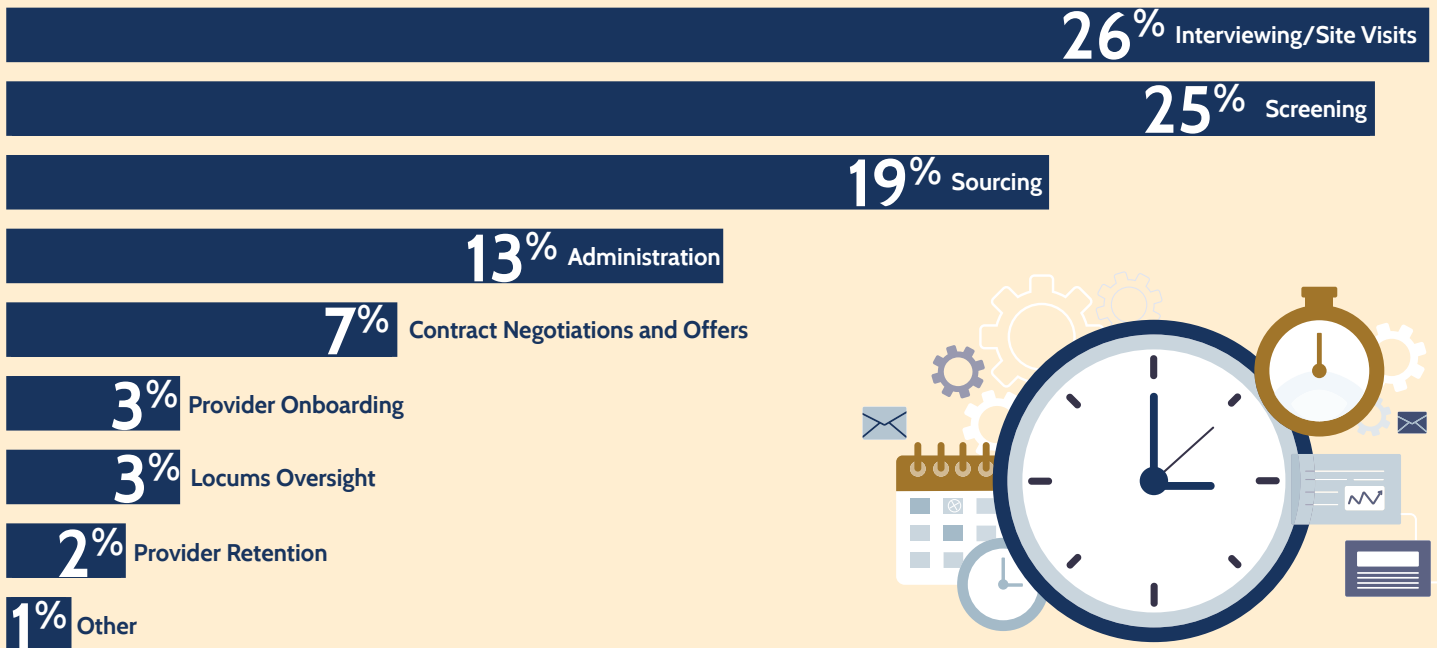 26% Interviewing/Site Visits
25% Screening
19% Sourcing
13% Administration
7% Contract Negotiations and Offers
3% Provider Onboarding
3% Locums Oversight
2% Provider Retention
1% Other